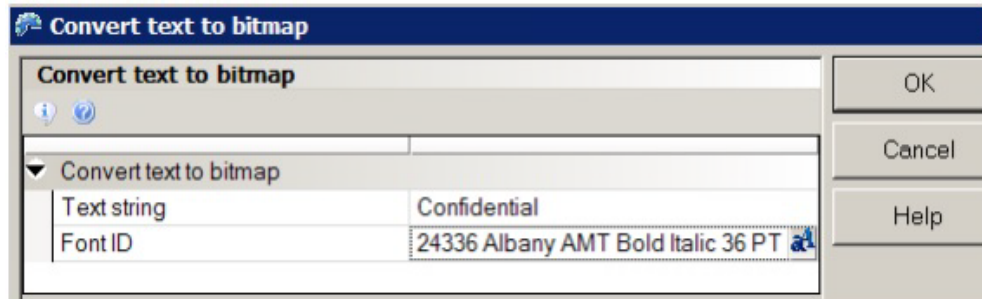 Convert text to bitmap
Convert text to bitmap
OK
Cancel
Convert text to bitmap
Text string Confidential
Help
Font ID 24336 Albany AMT Bold Italic 36 PT